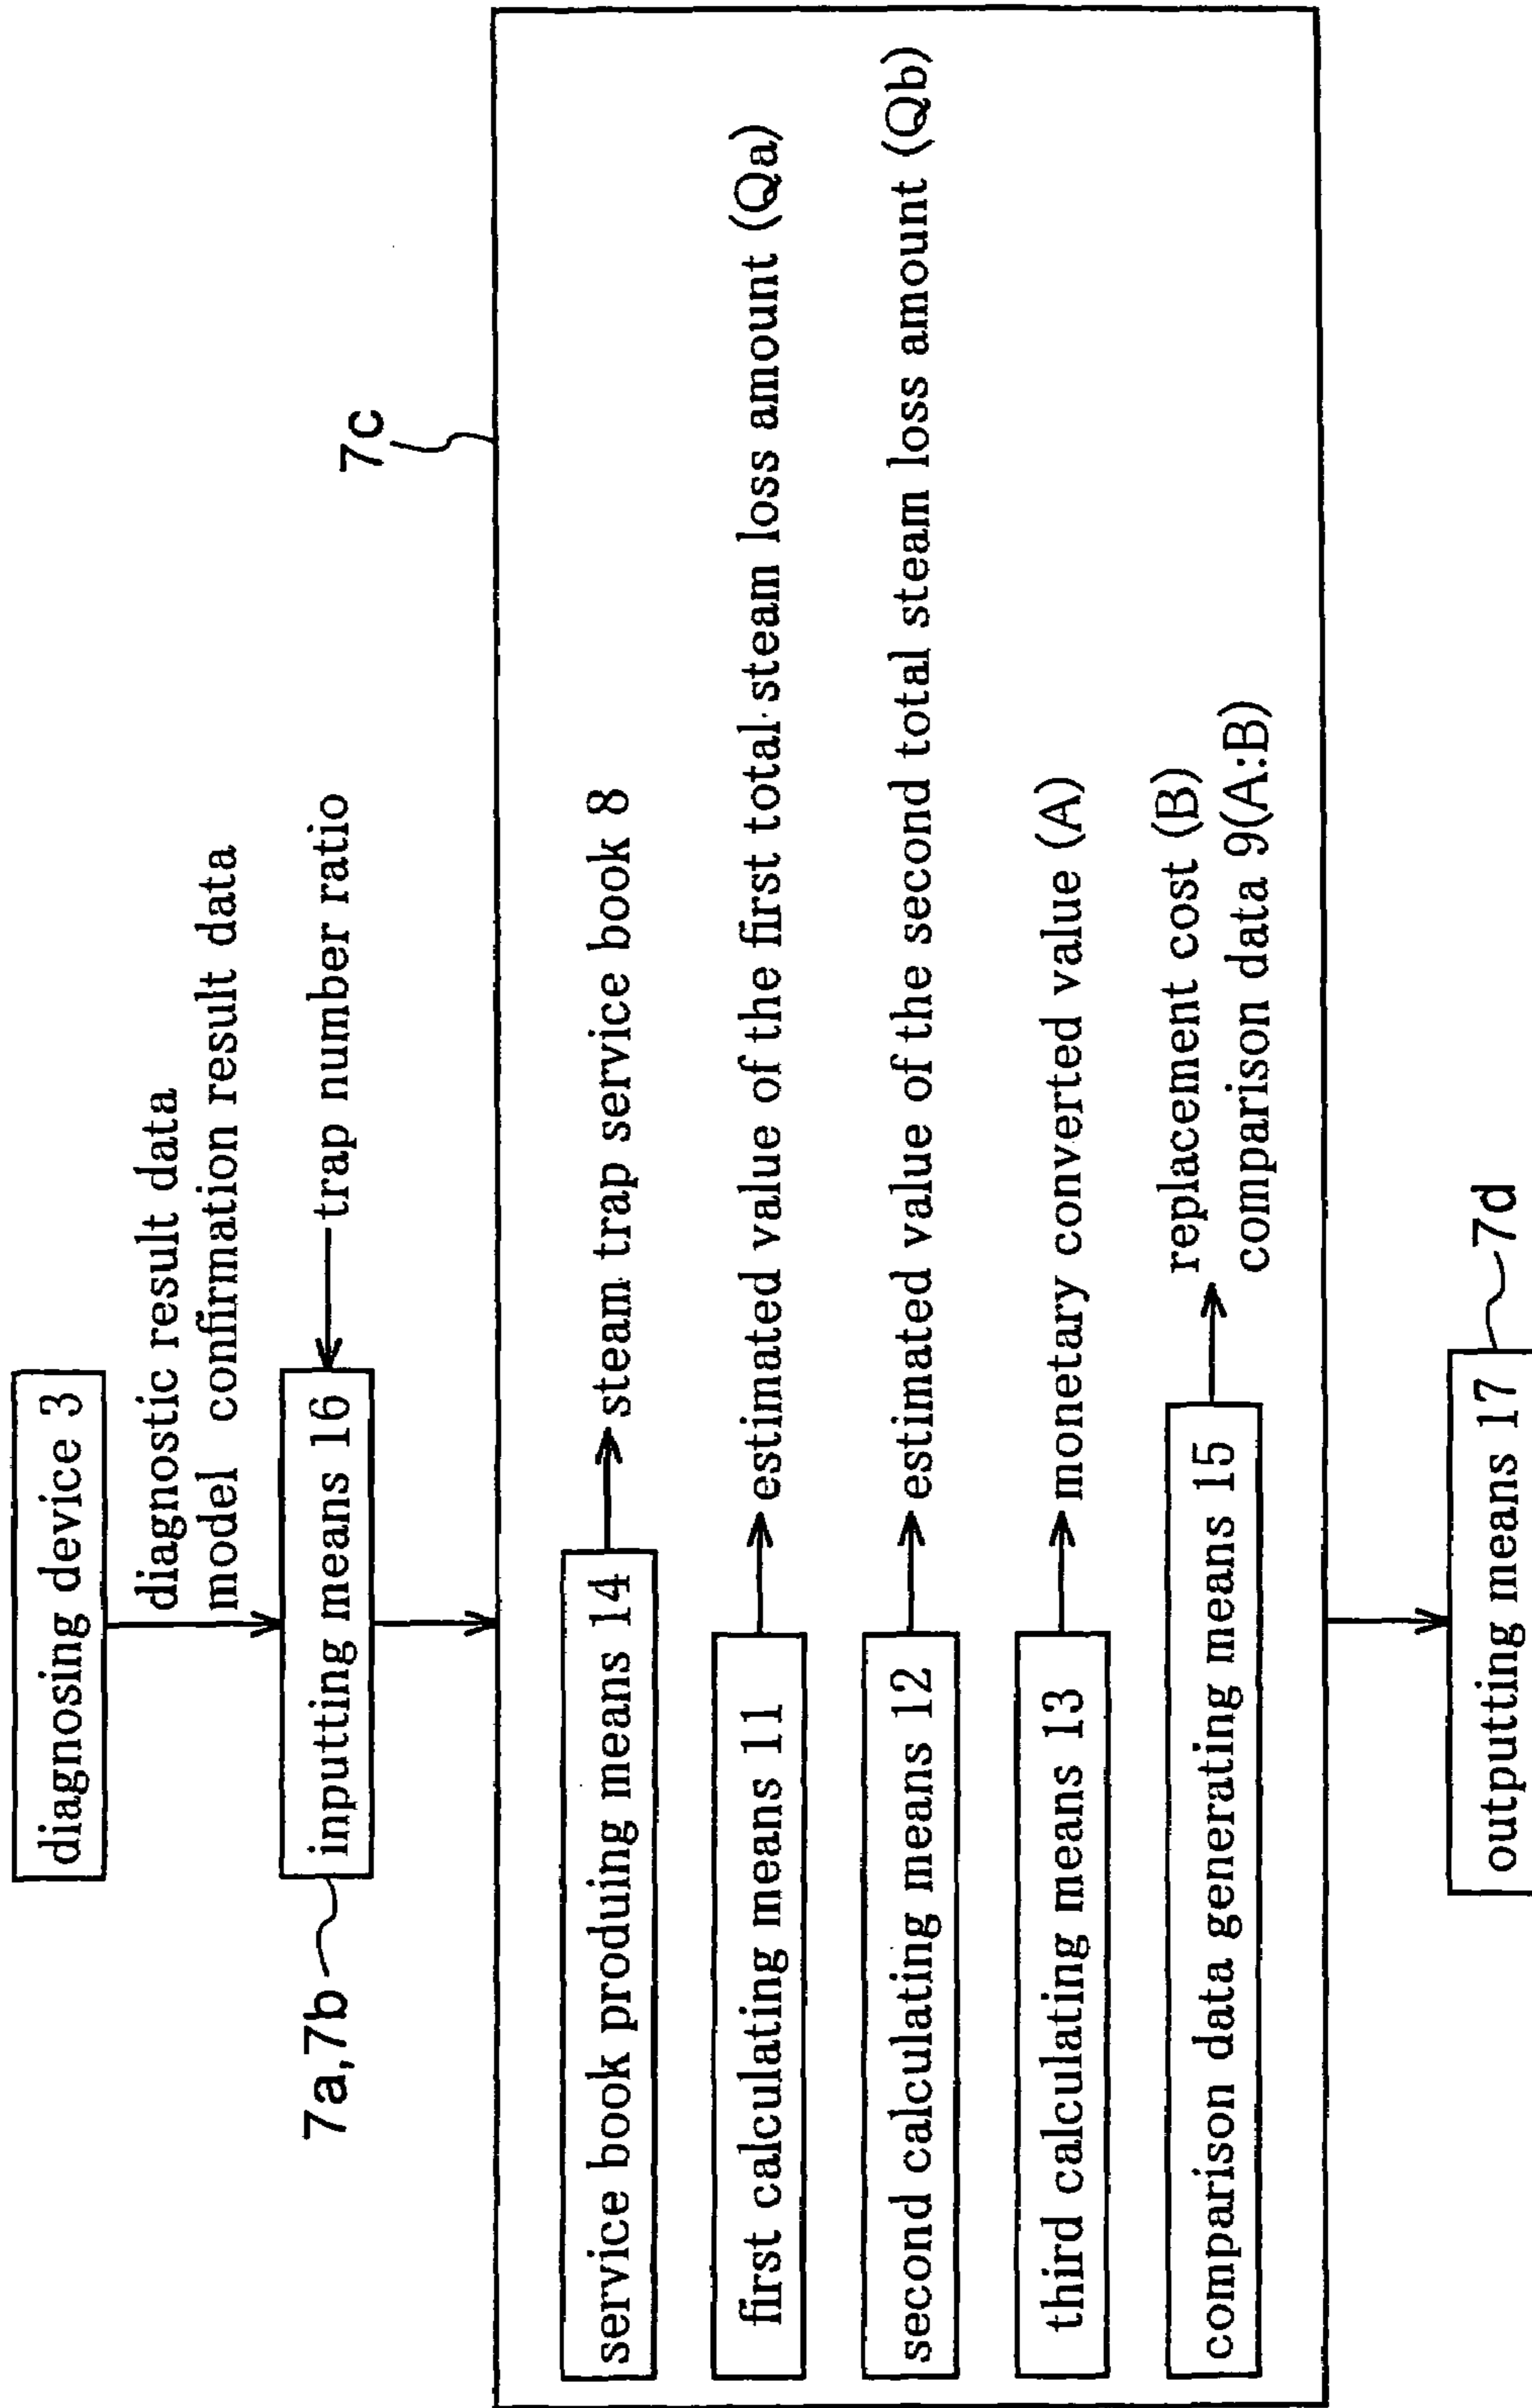 diagnosing device 3
diagnostic result data
model confirmation result data
7a,7b
inputting means 16
trap number ratio
7c
service book produing means 14
steam trap service book 8
first calculating means 11
estimated value of the first total steam loss amount (Qa)
second calculating means 12
estimated value of the second total steam loss amount (Qb)
third calculating means 13
monetary converted value (A)
comparison data generating means 15
replacement cost (B)
comparison data 9(A:B)
outputting means 17
7d